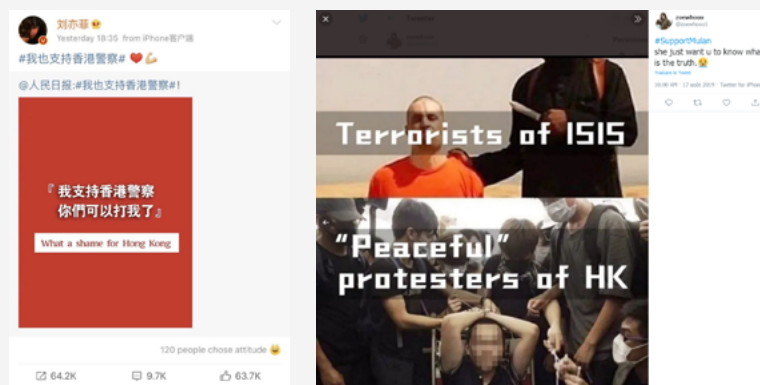 刘亦菲
Yesterday 18:35 from iPhone客户端
#我也支持香港警察#
@人民日报:#我也支持香港警察#!
『 我支持香港警察
你們可以打我了』
What a shame for Hong Kong
120 people chose attitude
64.2K
9.7K
63.7K
Terrorists of ISIS
"Peaceful"
protesters of HK
#SupportMulan
she just want u to know wha
is the truth.